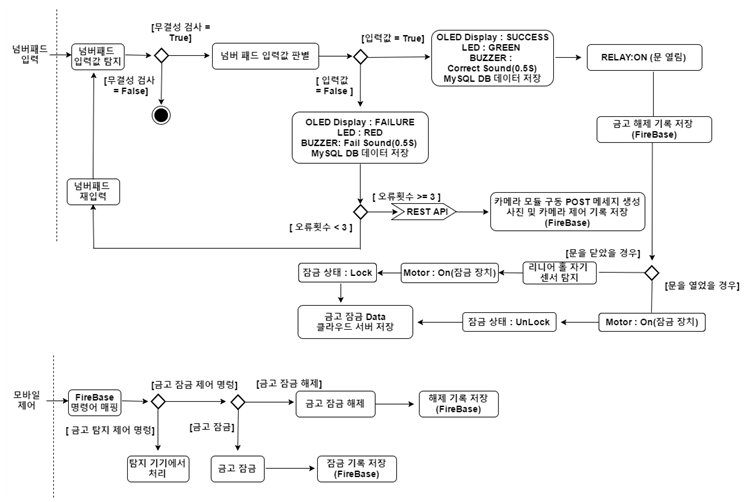 [무결성 검사 =
True]
넘버패드
입력
넘버패드
입력값 탐지
넘버 패드 입력값 판별
[입력값 = True]
OLED Display : SUCCESS
LED : GREEN
BUZZER :
Correct Sound(0.5S)
MySQL DB 데이터 저장
RELAY:ON (문 열림)
[무결성 검사
= False]
[ 입력값
= False ]
OLED Display : FAILURE
LED : RED
BUZZER: Fail Sound(0.5S)
MySQL DB 데이터 저장
금고 해제 기록 저장
(FireBase)
넘버패드
재입력
[ 오류횟수 >= 3 ]
REST API
카메라 모듈 구동 POST 메세지 생성
사진 및 카메라 제어 기록 저장
(FireBase)
[ 오류횟수 < 3 ]
[문을 닫았을 경우]
잠금 상태 : Lock
Motor : On(잠금 장치)
리니어 홀 자기
센서 탐지
[문을 열었을 경우]
금고 잠금 Data
클라우드 서버 저장
잠금 상태 : UnLock
Motor : On(잠금 장치)
모바일
제어
FireBase
명령어 매핑
[금고 잠금 제어 명령]
[금고 잠금 해제]
금고 잠금 해제
해제 기록 저장
(FireBase)
[ 금고 탐지 제어 명령]
[금고 잠금]
탐지 기기에서
처리
금고 잠금
잠금 기록 저장
(FireBase)